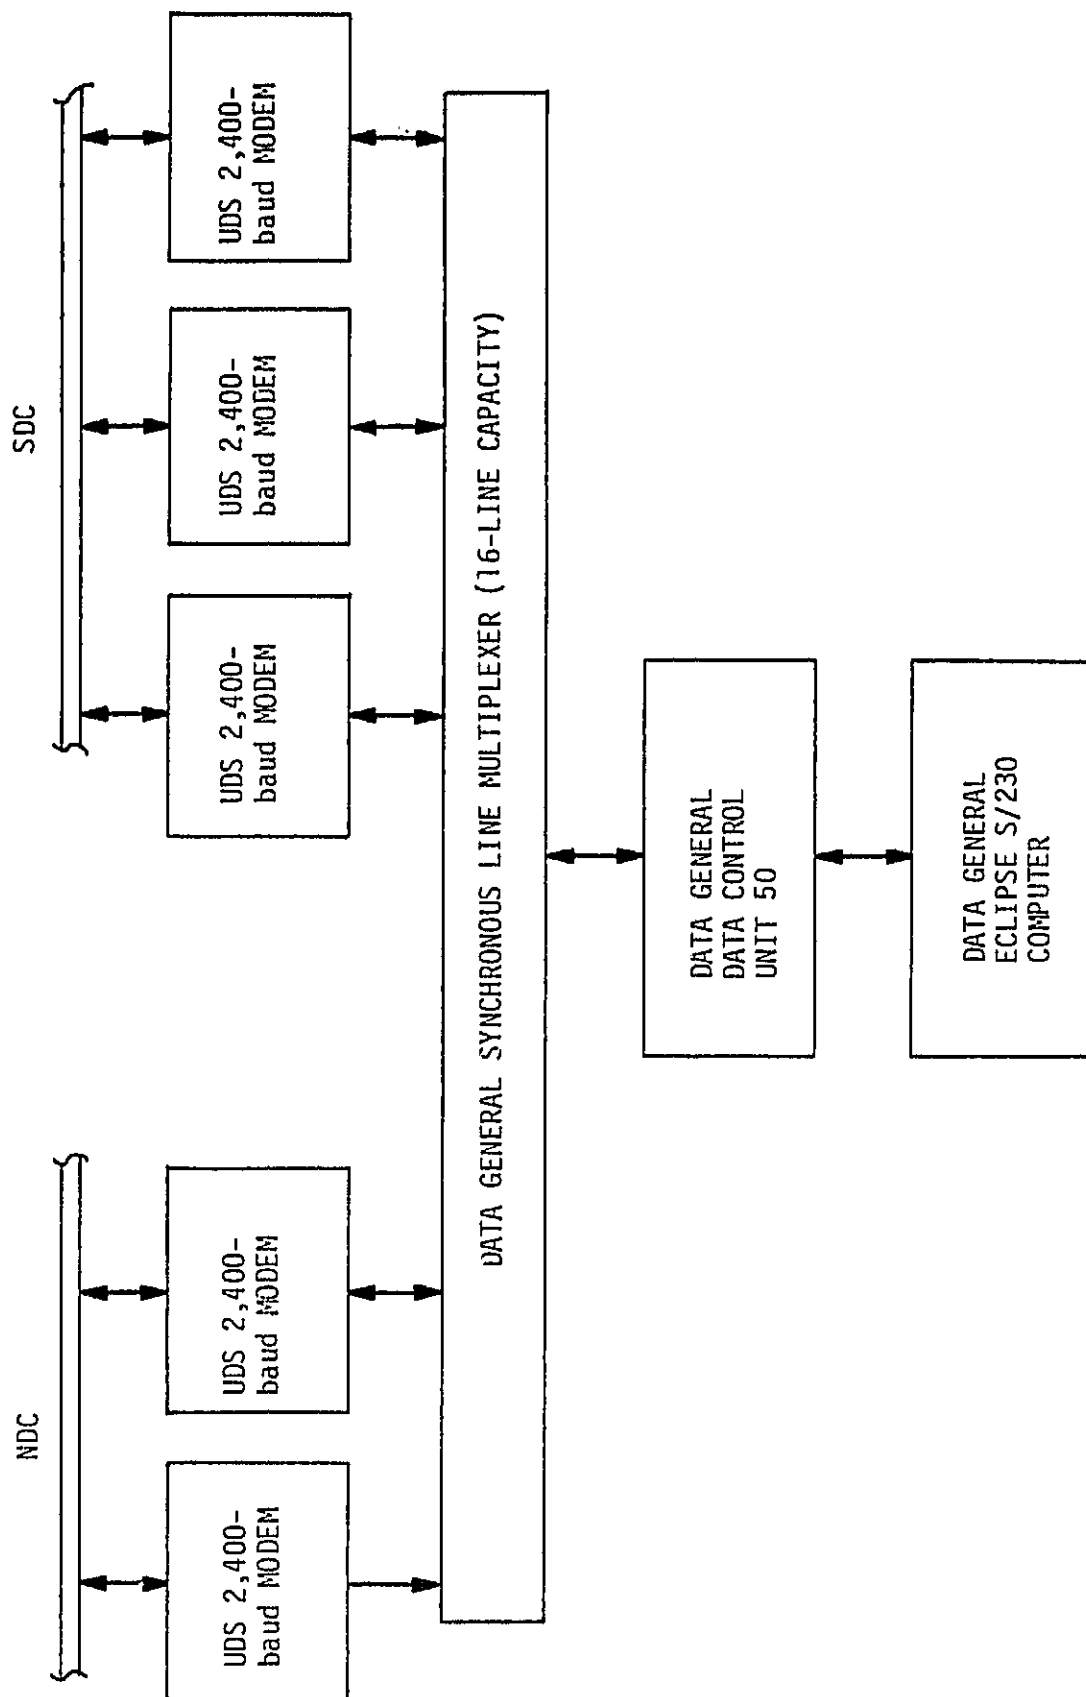 NDC
SDC
UDS 2,400-
baud MODEM
UDS 2,400-
baud MODEM
UDS 2,400-
baud MODEM
UDS 2,400-
baud MODEM
UDS 2,400-
baud MODEM
DATA GENERAL SYNCHRONOUS LINE MULTIPLEXER (16-LINE CAPACITY)
DATA GENERAL
DATA CONTROL
UNIT 50
DATA GENERAL
ECLIPSE S/230
COMPUTER